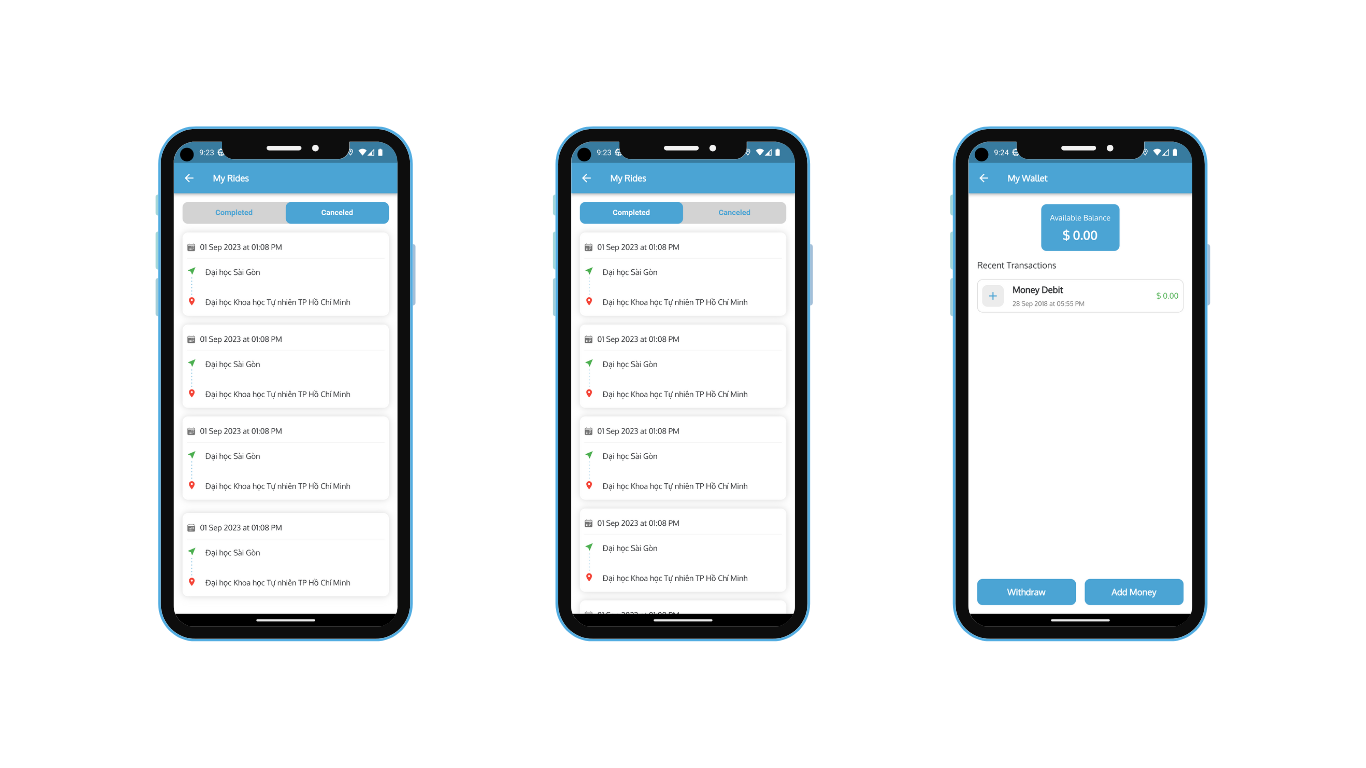 9:23
My Rides
Completed
Canceled
01 Sep 2023 at 01:08 PM
Đại học Sài Gòn
Đại học Khoa học Tự nhiên TP Hồ Chí Minh
01 Sep 2023 at 01:08 PM
Đại học Sài Gòn
Đại học Khoa học Tự nhiên TP Hồ Chí Minh
01 Sep 2023 at 01:08 PM
Đại học Sài Gòn
Đại học Khoa học Tự nhiên TP Hồ Chí Minh
01 Sep 2023 at 01:08 PM
Đại học Sài Gòn
Đại học Khoa học Tự nhiên TP Hồ Chí Minh
9:23
My Rides
Completed
Canceled
01 Sep 2023 at 01:08 PM
Đại học Sài Gòn
Đại học Khoa học Tự nhiên TP Hồ Chí Minh
01 Sep 2023 at 01:08 PM
Đại học Sài Gòn
Đại học Khoa học Tự nhiên TP Hồ Chí Minh
01 Sep 2023 at 01:08 PM
Đại học Sài Gòn
Đại học Khoa học Tự nhiên TP Hồ Chí Minh
01 Sep 2023 at 01:08 PM
Đại học Sài Gòn
Đại học Khoa học Tự nhiên TP Hồ Chí Minh
9:24
My Wallet
Available Balance
$ 0.00
Recent Transactions
Money Debit
28 Sep 2018 at 05:55 PM
$ 0.00
Withdraw
Add Money